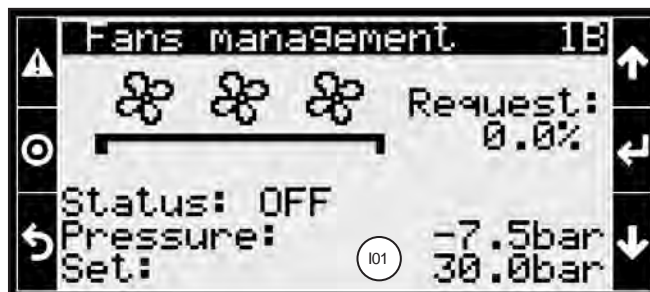 Fans management 1B
Request:
0.0%
Status: OFF
Pressure: -7.5bar
Set: I01 30.0bar